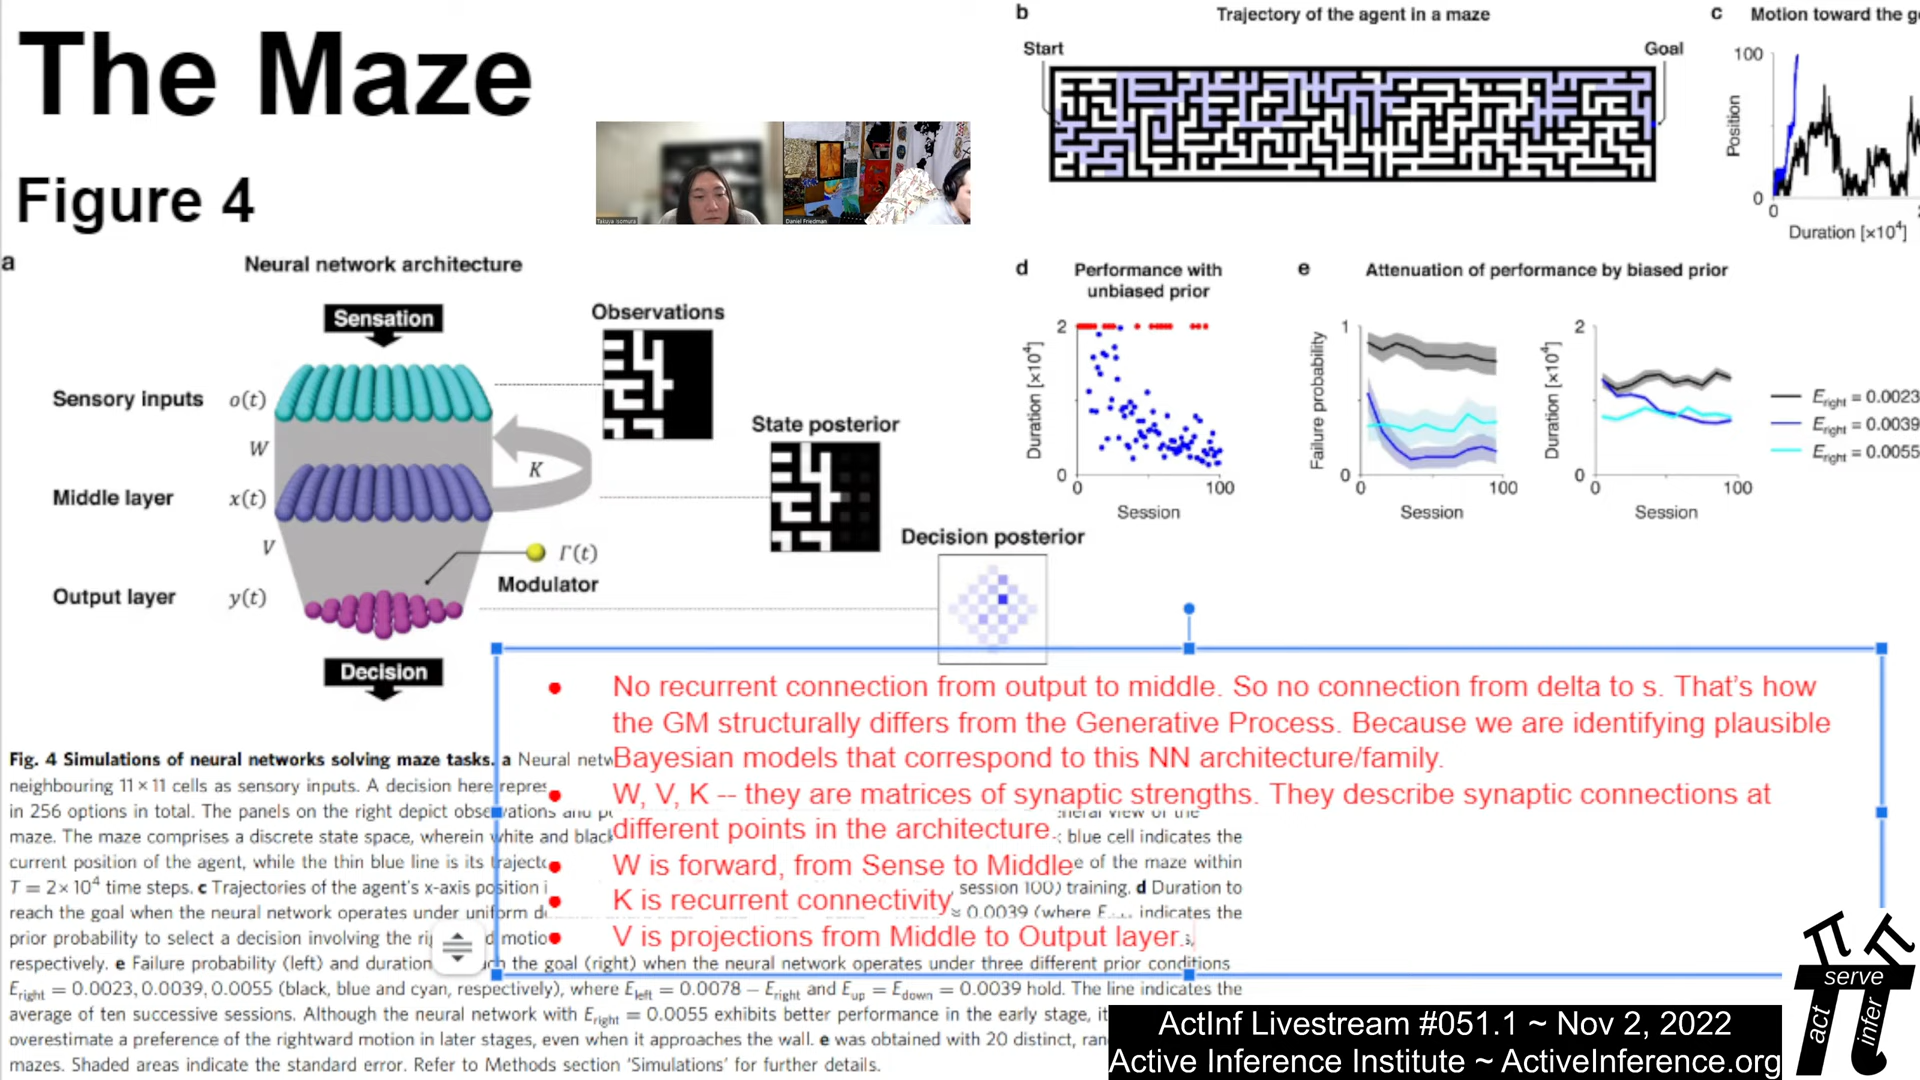 The Maze
Figure 4
Takuya Isomura
Daniel Friedman
a
Neural network architecture
Sensation
Observations
Sensory inputs o(t)
W
State posterior
K
Middle layer x(t)
V
Decision posterior
Γ(t)
Modulator
Output layer y(t)
Decision
b
Trajectory of the agent in a maze
Start
Goal
c
Motion toward the g
100
Position
0
0
Duration [×10⁴]
d
Performance with
unbiased prior
2
Duration [×10⁴]
0
0
100
Session
e
Attenuation of performance by biased prior
1
Failure probability
0
0
100
Session
2
Duration [×10⁴]
0
0
100
Session
E_right = 0.0023
E_right = 0.0039
E_right = 0.0055
• No recurrent connection from output to middle. So no connection from delta to s. That's how
the GM structurally differs from the Generative Process. Because we are identifying plausible
Bayesian models that correspond to this NN architecture/family.
• W, V, K -- they are matrices of synaptic strengths. They describe synaptic connections at
different points in the architecture.
• W is forward, from Sense to Middle
• K is recurrent connectivity
• V is projections from Middle to Output layer.
Fig. 4 Simulations of neural networks solving maze tasks. a Neural
neighbouring 11 × 11 cells as sensory inputs. A decision here
in 256 options in total. The panels on the right depict
maze. The maze comprises a discrete state space, wherein white and blue cell indicates the
current position of the agent, while the thin blue line is its of the maze within
T = 2× 10⁴ time steps. c Trajectories of the agent's x-axis position session 100) training. d Duration to
reach the goal when the neural network operates under uniform 0.0039 (where indicates the
prior probability to select a decision involving the
respectively. e Failure probability (left) and duration the goal (right) when the neural network operates under three different prior conditions
E_right = 0.0023, 0.0039, 0.0055 (black, blue and cyan, respectively), where E_left = 0.0078 − E_right and E_up = E_down = 0.0039 hold. The line indicates the
average of ten successive sessions. Although the neural network with E_right = 0.0055 exhibits better performance in the early stage, it
overestimate a preference of the rightward motion in later stages, even when it approaches the wall. e was obtained with 20 distinct,
mazes. Shaded areas indicate the standard error. Refer to Methods section 'Simulations' for further details.
ActInf Livestream #051.1 ~ Nov 2, 2022
Active Inference Institute ~ ActiveInference.org
serve
act
infer